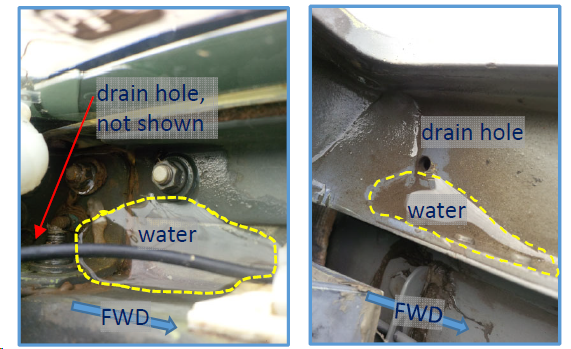 drain hole,
not shown
water
FWD
drain hole
water
FWD